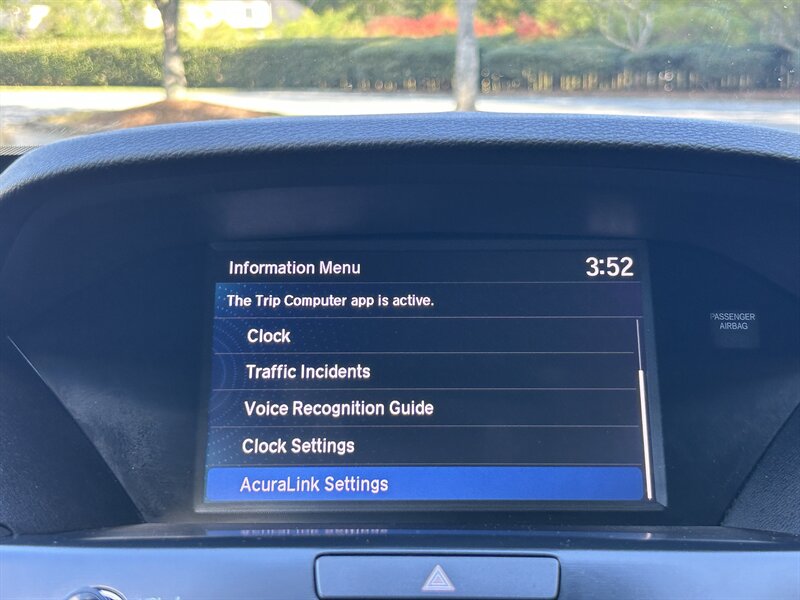 Information Menu 3:52
The Trip Computer app is active.
Clock
Traffic Incidents
Voice Recognition Guide
Clock Settings
AcuraLink Settings
PASSENGER
AIRBAG